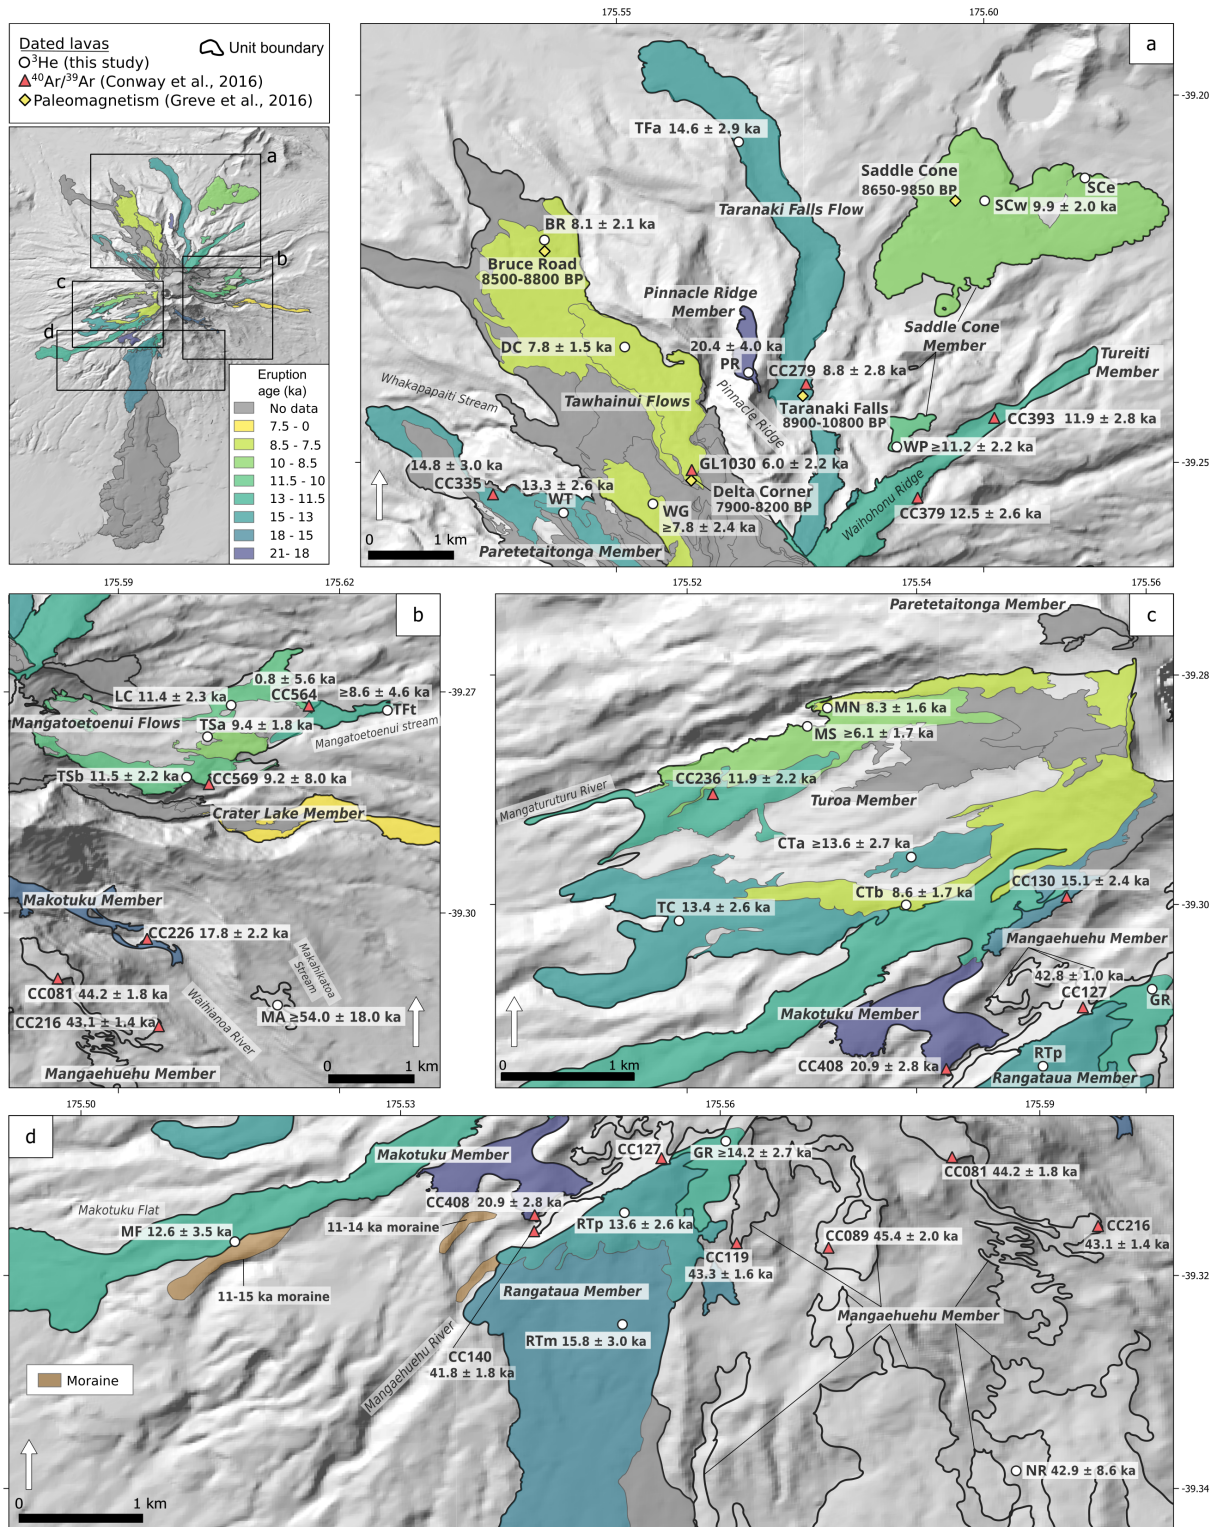 Dated lavas
Unit boundary
³He (this study)
⁴⁰Ar/³⁹Ar (Conway et al., 2016)
Paleomagnetism (Greve et al., 2016)
a
b
c
d
Eruption
age (ka)
No data
7.5 - 0
8.5 - 7.5
10 - 8.5
11.5 - 10
13 - 11.5
15 - 13
18 - 15
21- 18
175.55
175.60
a
-39.20
-39.25
TFa 14.6 ± 2.9 ka
Saddle Cone
8650-9850 BP
SCe
SCw 9.9 ± 2.0 ka
Taranaki Falls Flow
BR 8.1 ± 2.1 ka
Bruce Road
8500-8800 BP
Pinnacle Ridge
Member
Saddle Cone
Member
DC 7.8 ± 1.5 ka
20.4 ± 4.0 ka
PR
Tureiti
Member
CC279 8.8 ± 2.8 ka
Whakapapaiti Stream
Tawhainui Flows
Pinnacle Ridge
Taranaki Falls
8900-10800 BP
CC393 11.9 ± 2.8 ka
WP ≥11.2 ± 2.2 ka
14.8 ± 3.0 ka
CC335
13.3 ± 2.6 ka
WT
GL1030 6.0 ± 2.2 ka
Delta Corner
7900-8200 BP
Waihohonu Ridge
CC379 12.5 ± 2.6 ka
WG
≥7.8 ± 2.4 ka
0 1 km
Paretetaitonga Member
175.59
175.62
b
-39.27
-39.30
0.8 ± 5.6 ka
CC564
LC 11.4 ± 2.3 ka
≥8.6 ± 4.6 ka
TFt
Mangatoetoenui Flows
TSa 9.4 ± 1.8 ka
Mangatoetoenui stream
TSb 11.5 ± 2.2 ka
CC569 9.2 ± 8.0 ka
Crater Lake Member
Makotuku Member
CC226 17.8 ± 2.2 ka
Makahikatoa
Stream
CC081 44.2 ± 1.8 ka
Waihianoa River
MA ≥54.0 ± 18.0 ka
CC216 43.1 ± 1.4 ka
Mangaehuehu Member
0 1 km
175.52
175.54
175.56
c
-39.28
-39.30
Paretetaitonga Member
MN 8.3 ± 1.6 ka
MS ≥6.1 ± 1.7 ka
CC236 11.9 ± 2.2 ka
Mangaturuturu River
Turoa Member
CTa ≥13.6 ± 2.7 ka
CTb 8.6 ± 1.7 ka
CC130 15.1 ± 2.4 ka
TC 13.4 ± 2.6 ka
Mangaehuehu Member
42.8 ± 1.0 ka
CC127
GR
Makotuku Member
RTp
CC408 20.9 ± 2.8 ka
Rangataua Member
0 1 km
175.50
175.53
175.56
175.59
d
-39.32
-39.34
Makotuku Member
CC127
GR ≥14.2 ± 2.7 ka
CC081 44.2 ± 1.8 ka
Makotuku Flat
CC408 20.9 ± 2.8 ka
MF 12.6 ± 3.5 ka
11-14 ka moraine
RTp 13.6 ± 2.6 ka
CC216
43.1 ± 1.4 ka
CC089 45.4 ± 2.0 ka
CC119
43.3 ± 1.6 ka
11-15 ka moraine
Rangataua Member
Mangaehuehu Member
RTm 15.8 ± 3.0 ka
Mangaehuehu River
CC140
41.8 ± 1.8 ka
Moraine
NR 42.9 ± 8.6 ka
0 1 km